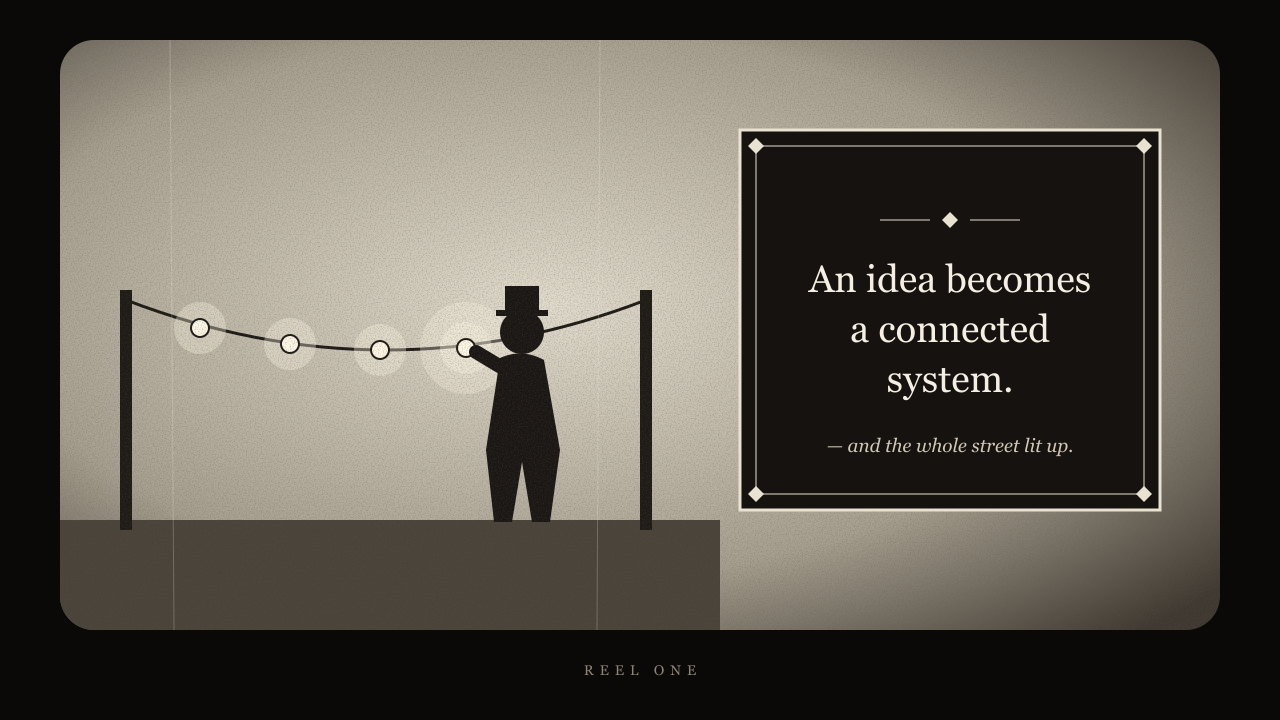 An idea becomes
a connected
system.
— and the whole street lit up.
REEL ONE